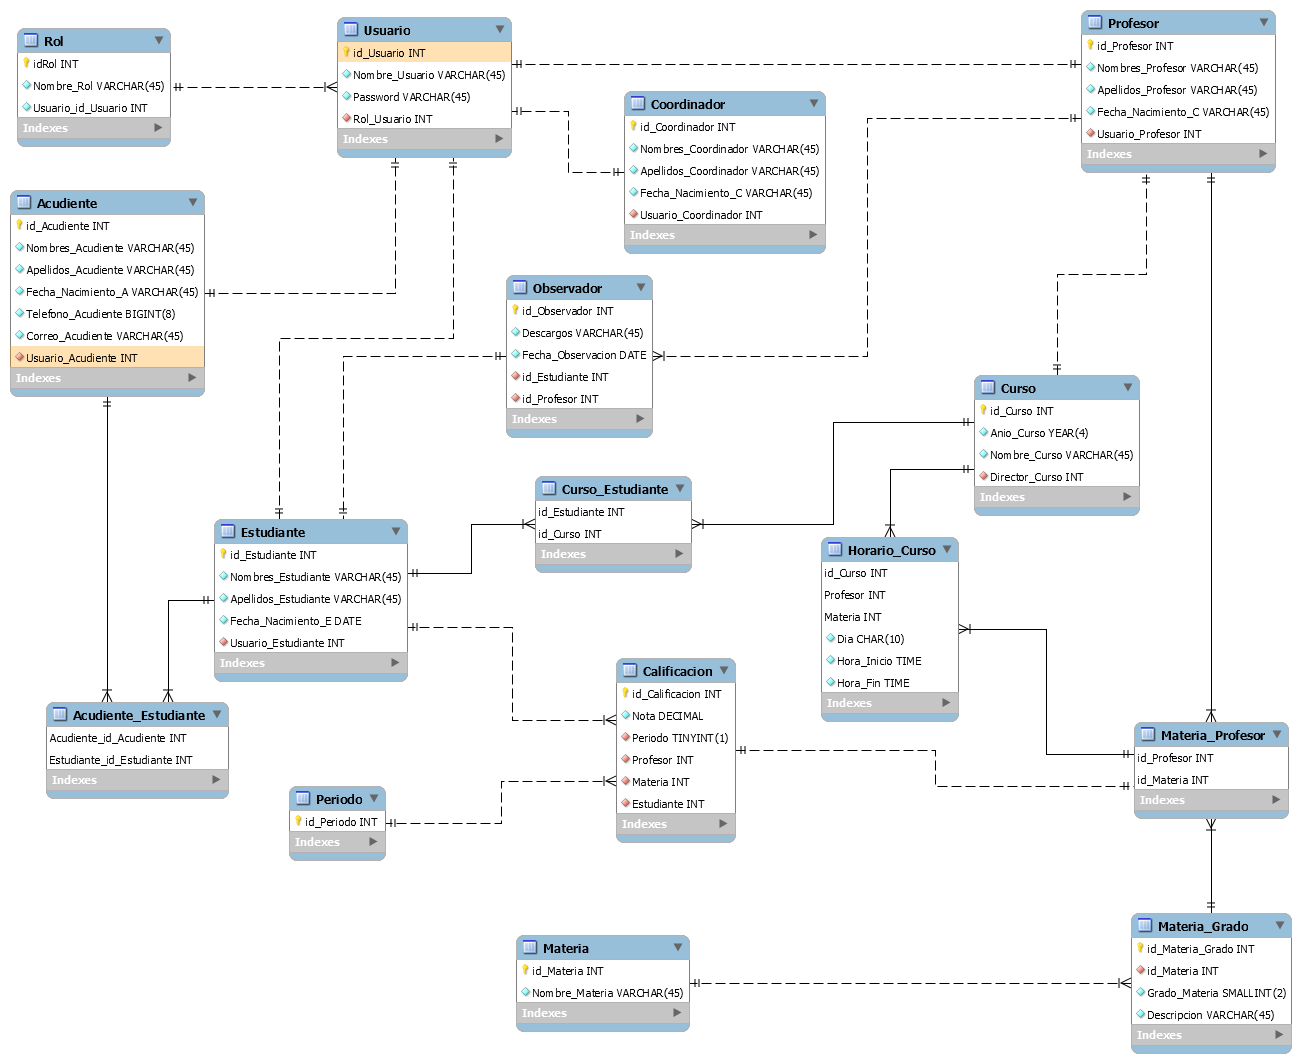 Rol
idRol INT
Nombre_Rol VARCHAR(45)
Usuario_id_Usuario INT
Indexes
Usuario
id_Usuario INT
Nombre_Usuario VARCHAR(45)
Password VARCHAR(45)
Rol_Usuario INT
Indexes
Profesor
id_Profesor INT
Nombres_Profesor VARCHAR(45)
Apellidos_Profesor VARCHAR(45)
Fecha_Nacimiento_C VARCHAR(45)
Usuario_Profesor INT
Indexes
Coordinador
id_Coordinador INT
Nombres_Coordinador VARCHAR(45)
Apellidos_Coordinador VARCHAR(45)
Fecha_Nacimiento_C VARCHAR(45)
Usuario_Coordinador INT
Indexes
Acudiente
id_Acudiente INT
Nombres_Acudiente VARCHAR(45)
Apellidos_Acudiente VARCHAR(45)
Fecha_Nacimiento_A VARCHAR(45)
Telefono_Acudiente BIGINT(8)
Correo_Acudiente VARCHAR(45)
Usuario_Acudiente INT
Indexes
Observador
id_Observador INT
Descargos VARCHAR(45)
Fecha_Observacion DATE
id_Estudiante INT
id_Profesor INT
Indexes
Curso
id_Curso INT
Anio_Curso YEAR(4)
Nombre_Curso VARCHAR(45)
Director_Curso INT
Indexes
Curso_Estudiante
id_Estudiante INT
id_Curso INT
Indexes
Estudiante
id_Estudiante INT
Nombres_Estudiante VARCHAR(45)
Apellidos_Estudiante VARCHAR(45)
Fecha_Nacimiento_E DATE
Usuario_Estudiante INT
Indexes
Horario_Curso
id_Curso INT
Profesor INT
Materia INT
Dia CHAR(10)
Hora_Inicio TIME
Hora_Fin TIME
Indexes
Calificacion
id_Calificacion INT
Nota DECIMAL
Periodo TINYINT(1)
Profesor INT
Materia INT
Estudiante INT
Indexes
Acudiente_Estudiante
Acudiente_id_Acudiente INT
Estudiante_id_Estudiante INT
Indexes
Materia_Profesor
id_Profesor INT
id_Materia INT
Indexes
Periodo
id_Periodo INT
Indexes
Materia
id_Materia INT
Nombre_Materia VARCHAR(45)
Indexes
Materia_Grado
id_Materia_Grado INT
id_Materia INT
Grado_Materia SMALLINT(2)
Descripcion VARCHAR(45)
Indexes